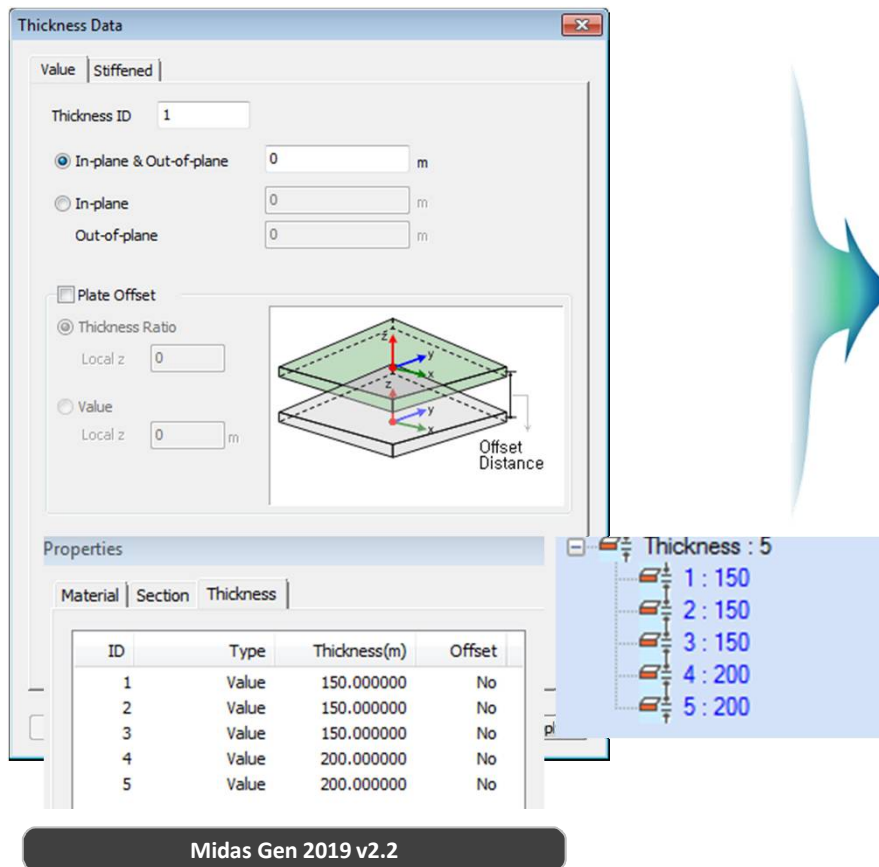 Thickness Data
Value Stiffened
Thickness ID 1
In-plane & Out-of-plane 0 m
In-plane 0 m
Out-of-plane 0 m
Plate Offset
Thickness Ratio
Local z 0
Value
Local z 0 m
z
y
x
z
y
x
Offset
Distance
Properties
Material Section Thickness
ID Type Thickness(m) Offset
1 Value 150.000000 No
2 Value 150.000000 No
3 Value 150.000000 No
4 Value 200.000000 No
5 Value 200.000000 No
Thickness : 5
1 : 150
2 : 150
3 : 150
4 : 200
5 : 200
Midas Gen 2019 v2.2